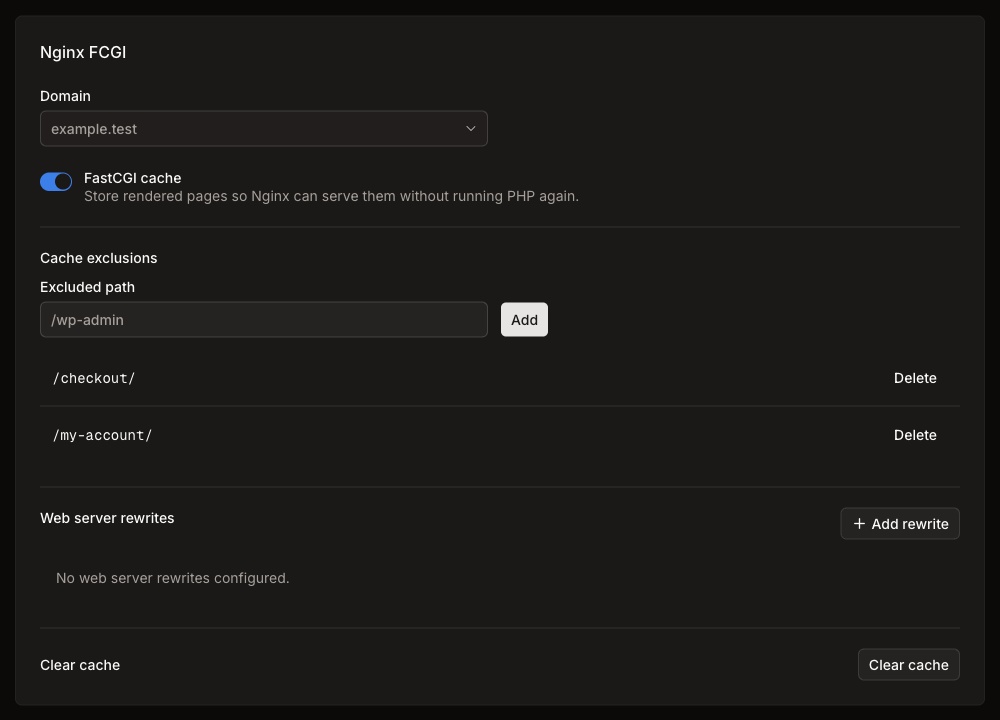 Nginx FCGI
Domain
example.test
FastCGI cache
Store rendered pages so Nginx can serve them without running PHP again.
Cache exclusions
Excluded path
/wp-admin
Add
/checkout/
Delete
/my-account/
Delete
Web server rewrites
+ Add rewrite
No web server rewrites configured.
Clear cache
Clear cache